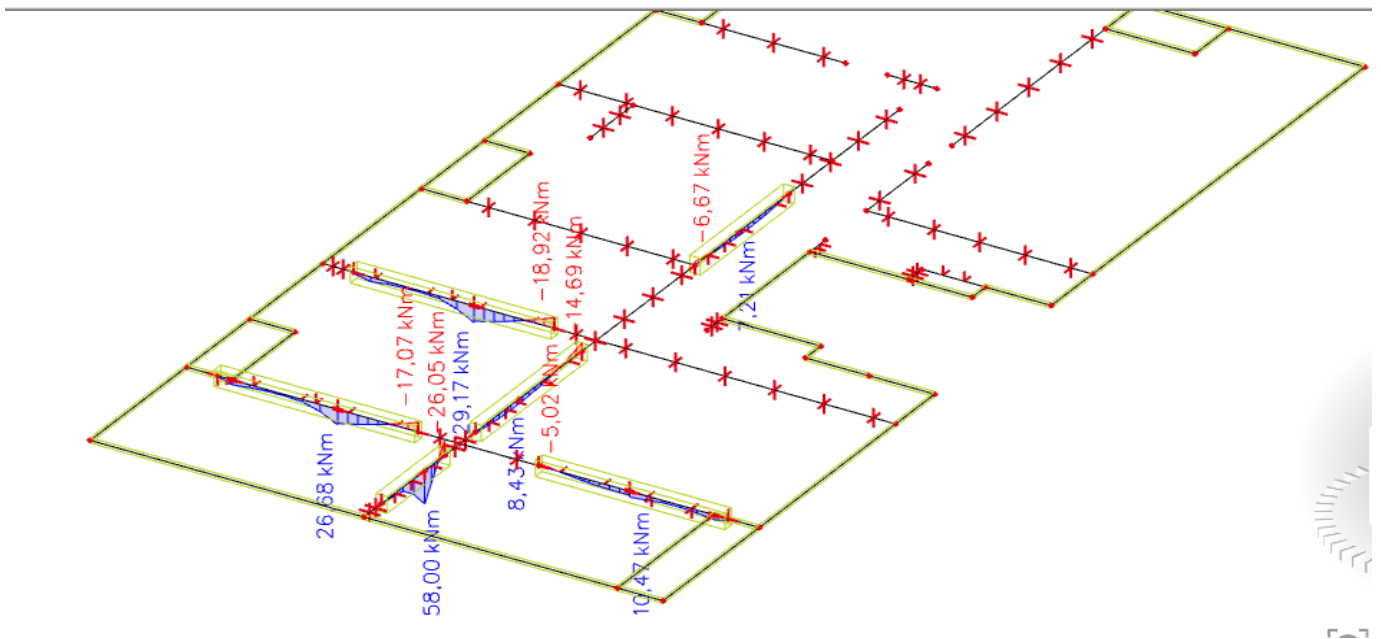 −6,67 kNm
−18,92 kNm
−14,69 kNm
7,21 kNm
−17,07 kNm
−26,05 kNm
29,17 kNm
−5,02 kNm
8,43 kNm
26,68 kNm
58,00 kNm
10,47 kNm